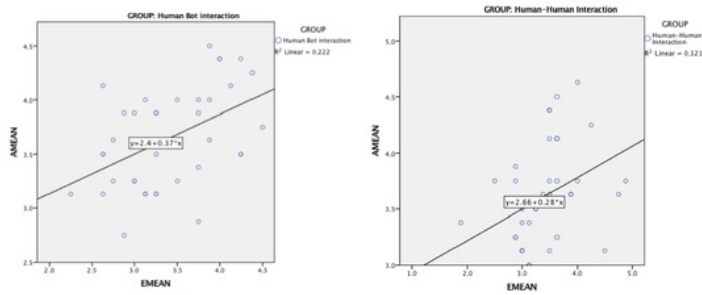 GROUP: Human Bot interaction
GROUP
Human Bot interaction
R² Linear = 0.222
4.5
4.0
3.5
3.0
2.5
AMEAN
y=2.4+0.37*x
2.0 2.5 3.0 3.5 4.0 4.5
EMEAN
GROUP: Human-Human Interaction
GROUP
Human-Human
Interaction
R² Linear = 0.121
5.0
4.5
4.0
3.5
3.0
AMEAN
y=2.66+0.28*x
1.0 2.0 3.0 4.0 5.0
EMEAN